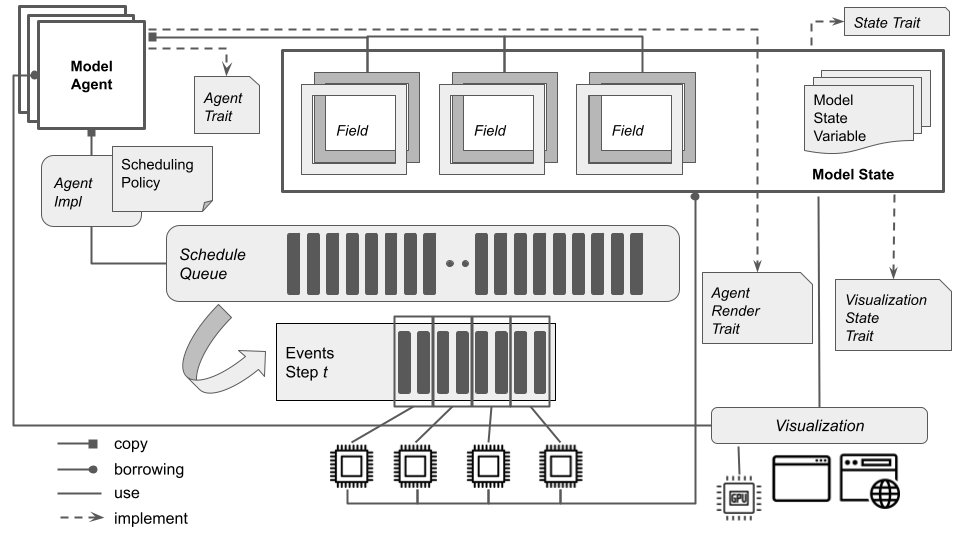 State Trait
Model
Agent
Agent
Trait
Field
Field
Field
Model
State
Variable
Model State
Agent
Impl
Scheduling
Policy
Schedule
Queue
Agent
Render
Trait
Visualization
State
Trait
Events
Step t
Visualization
copy
borrowing
use
implement
GPU